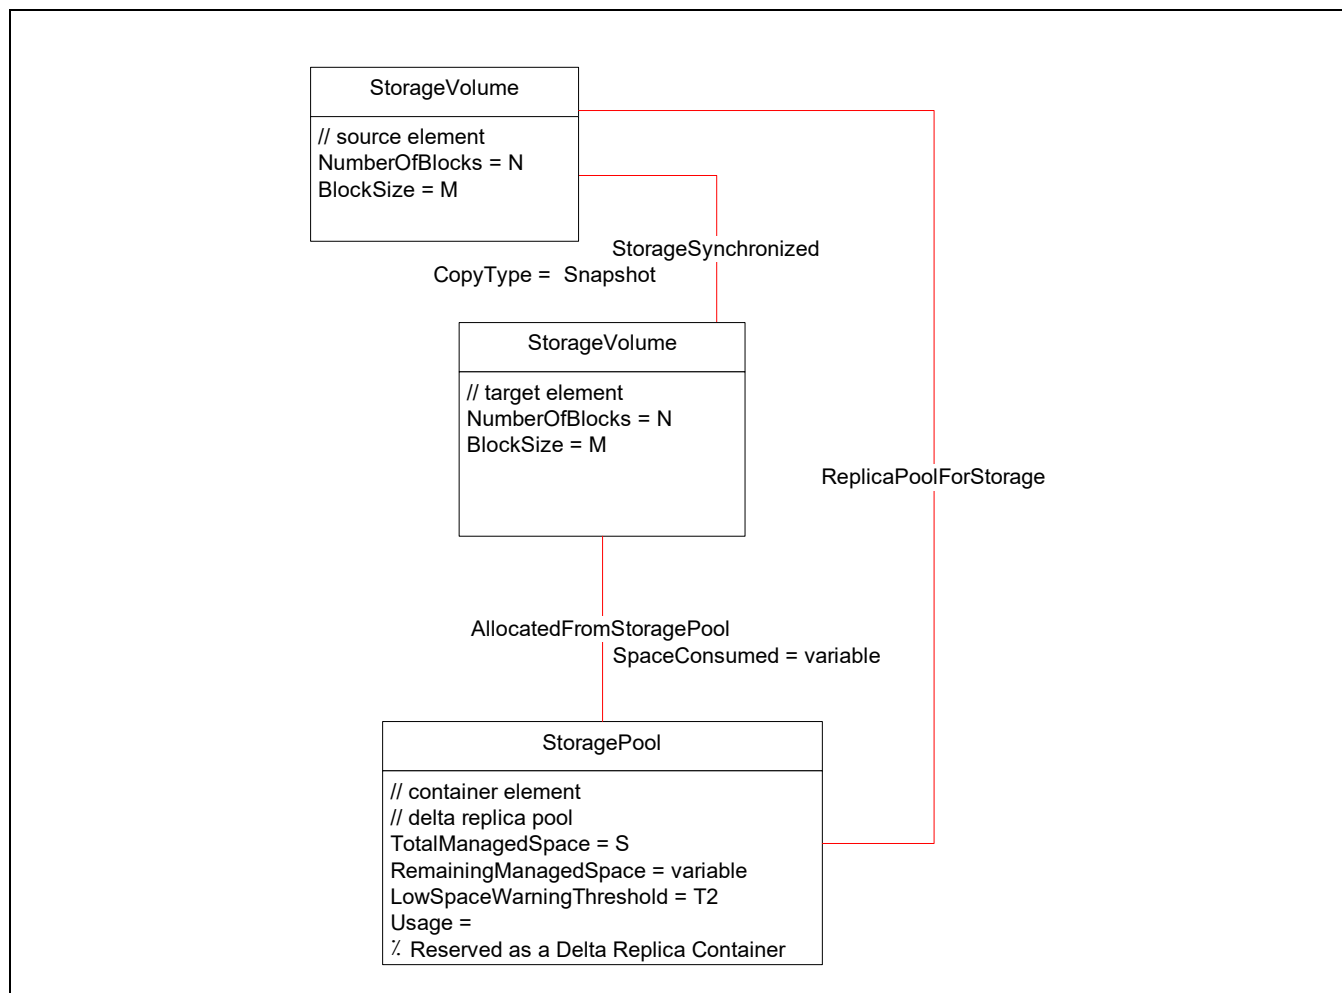 StorageVolume
// source element
NumberOfBlocks = N
BlockSize = M
StorageSynchronized
CopyType =  Snapshot
StorageVolume
// target element
NumberOfBlocks = N
BlockSize = M
ReplicaPoolForStorage
AllocatedFromStoragePool
SpaceConsumed = variable
StoragePool
// container element
// delta replica pool
TotalManagedSpace = S
RemainingManagedSpace = variable
LowSpaceWarningThreshold = T2
Usage =
Reserved as a Delta Replica Container